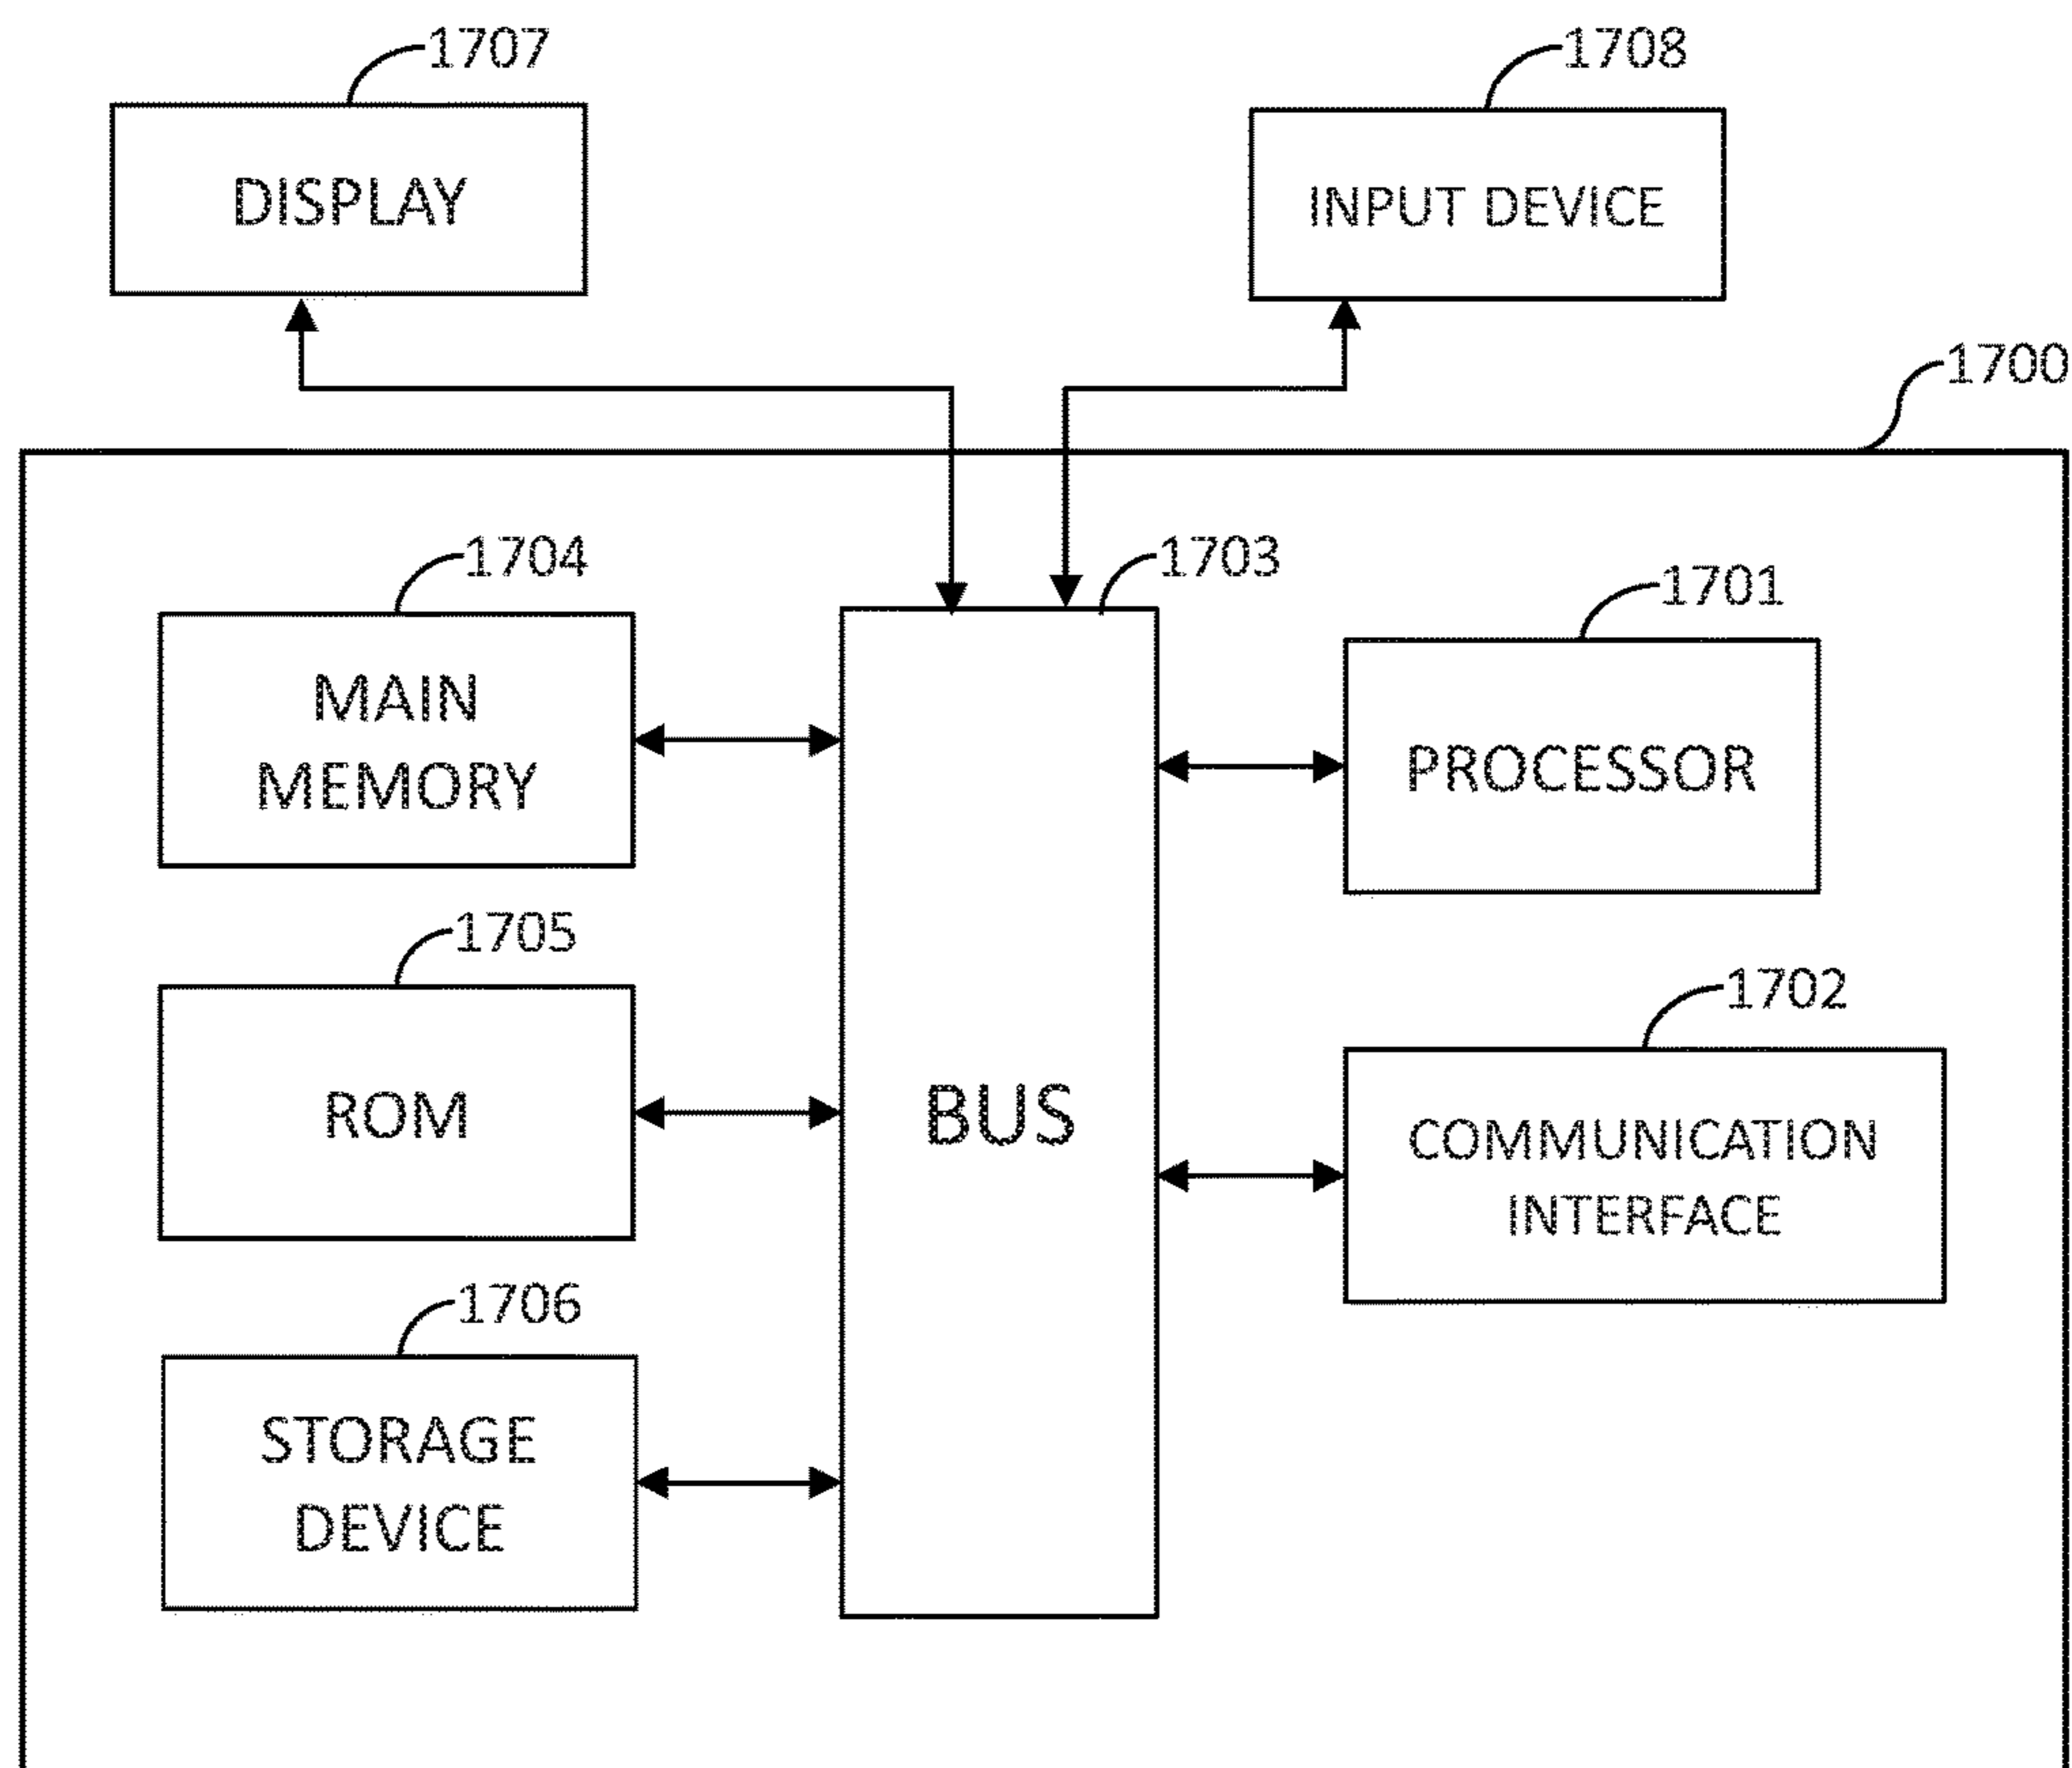 1707
1708
DISPLAY
INPUT DEVICE
1700
1704
1703
1701
MAIN
MEMORY
PROCESSOR
1705
1702
ROM
BUS
COMMUNICATION
INTERFACE
1706
STORAGE
DEVICE